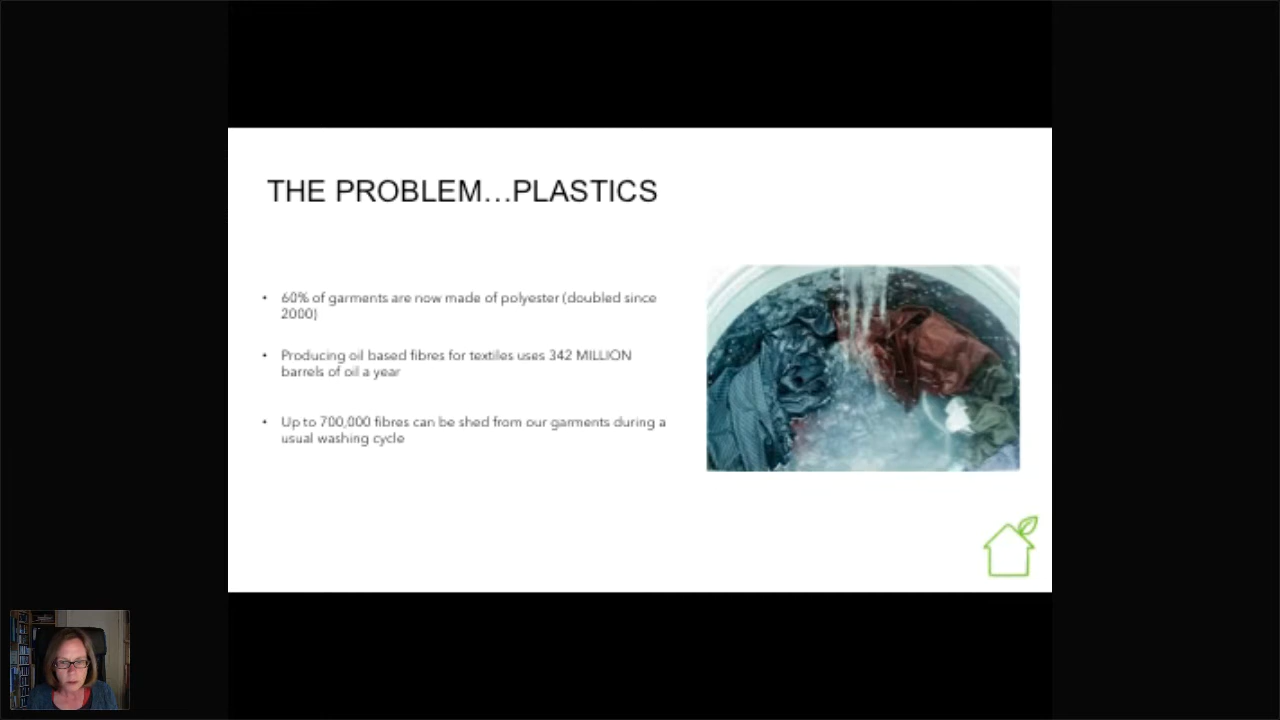 THE PROBLEM...PLASTICS
• 60% of garments are now made of polyester (doubled since
2000)
• Producing oil based fibres for textiles uses 342 MILLION
barrels of oil a year
• Up to 700,000 fibres can be shed from our garments during a
usual washing cycle